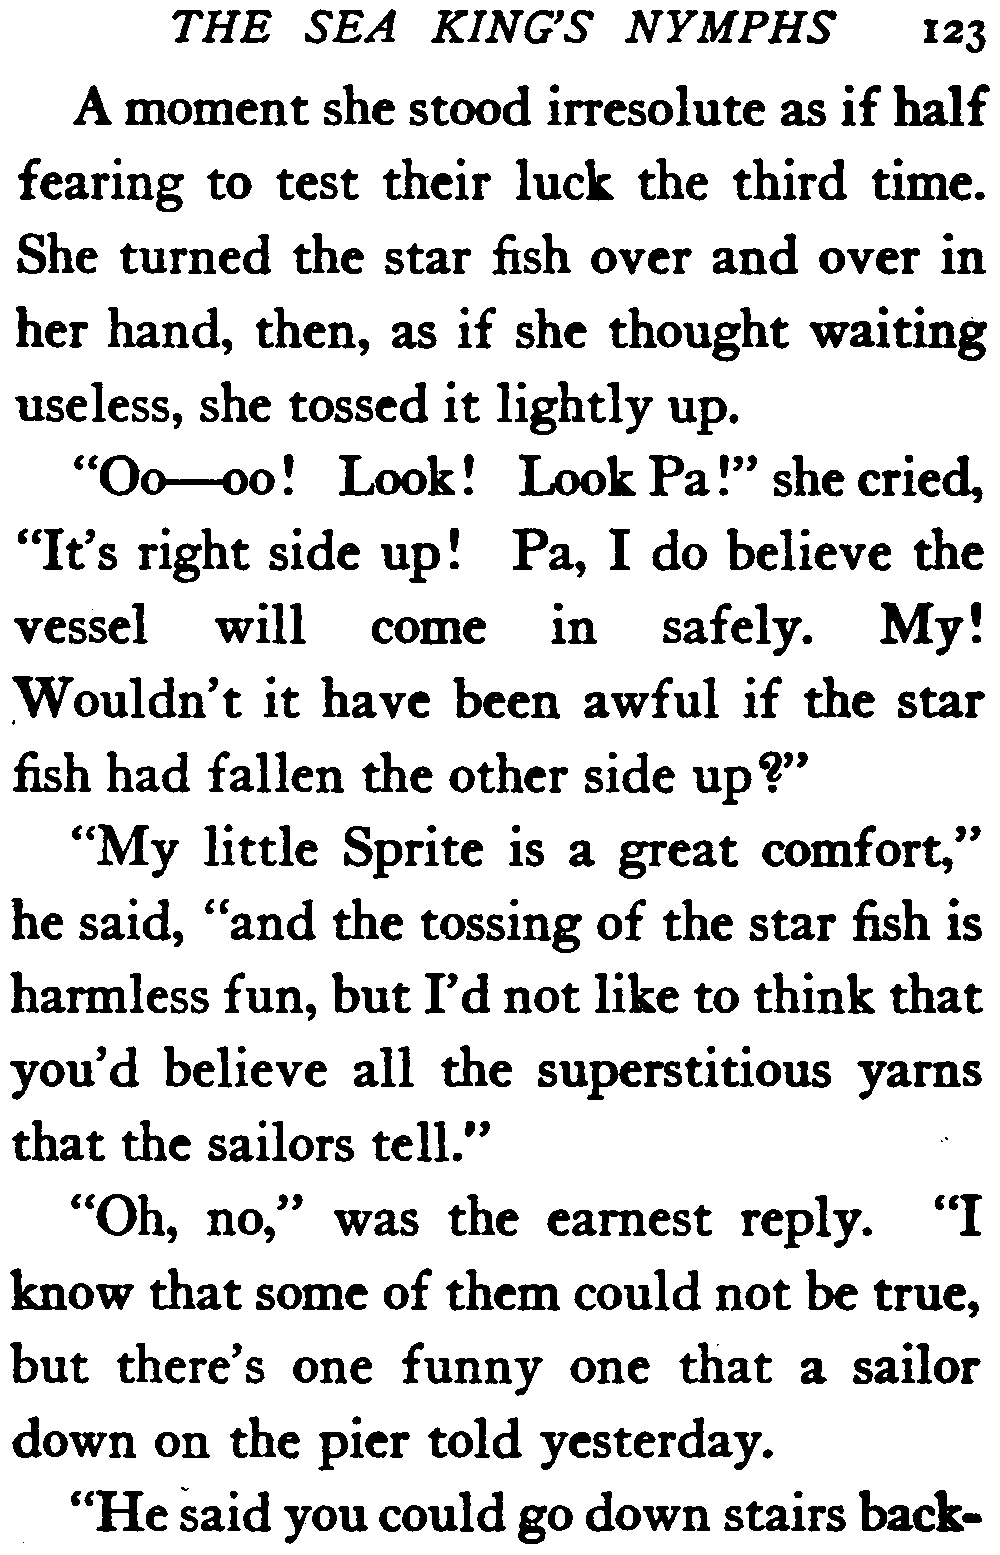 THE SEA KING'S NYMPHS 123
A moment she stood irresolute as if half
fearing to test their luck the third time.
She turned the star fish over and over in
her hand, then, as if she thought waiting
useless, she tossed it lightly up.
"Oo—oo! Look! Look Pa!" she cried,
"It's right side up! Pa, I do believe the
vessel will come in safely. My!
Wouldn't it have been awful if the star
fish had fallen the other side up?"
"My little Sprite is a great comfort,"
he said, "and the tossing of the star fish is
harmless fun, but I'd not like to think that
you'd believe all the superstitious yarns
that the sailors tell."
"Oh, no," was the earnest reply. "I
know that some of them could not be true,
but there's one funny one that a sailor
down on the pier told yesterday.
"He said you could go down stairs back-